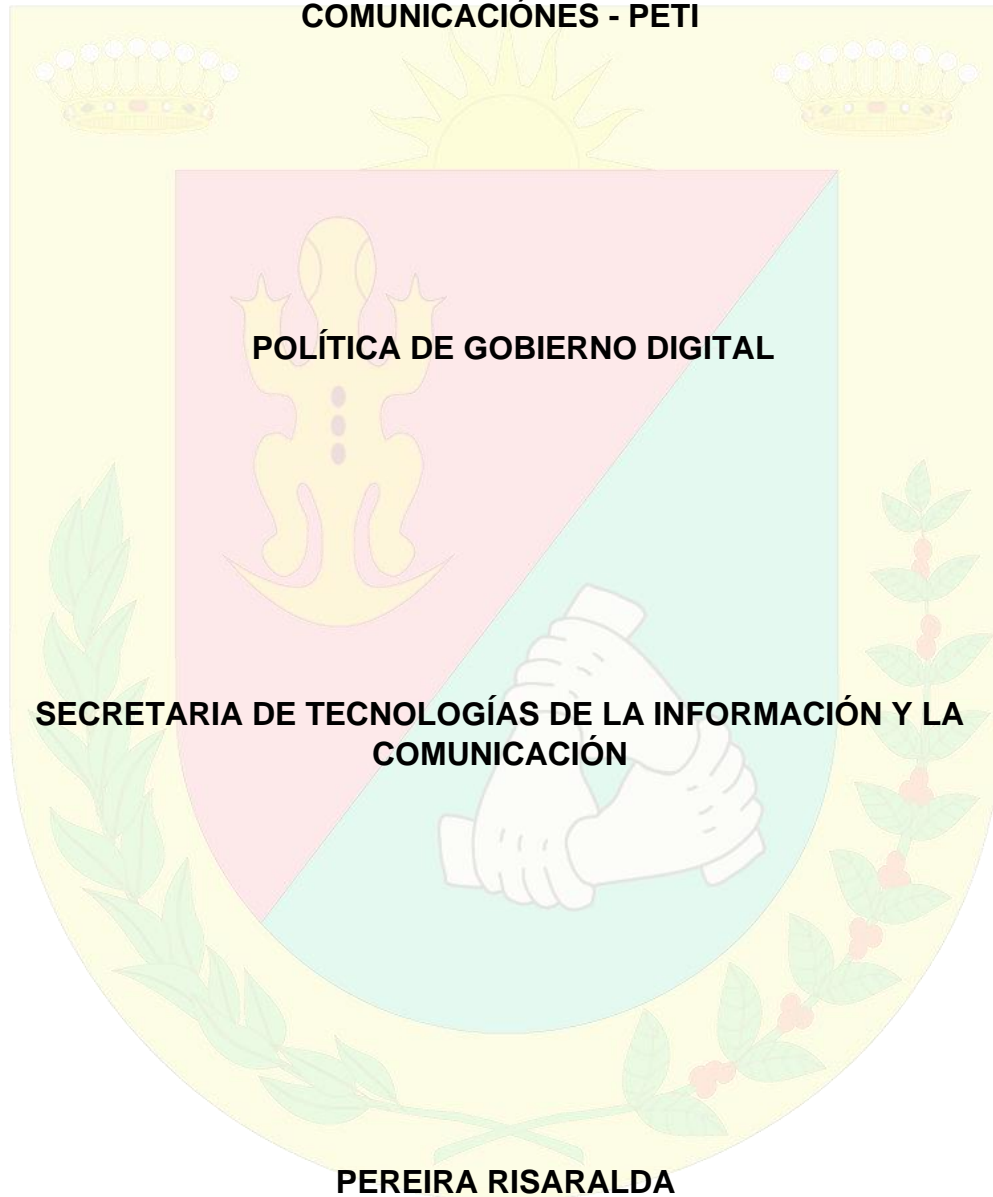 COMUNICACIÓNES - PETI
POLÍTICA DE GOBIERNO DIGITAL
SECRETARIA DE TECNOLOGÍAS DE LA INFORMACIÓN Y LA
COMUNICACIÓN
PEREIRA RISARALDA